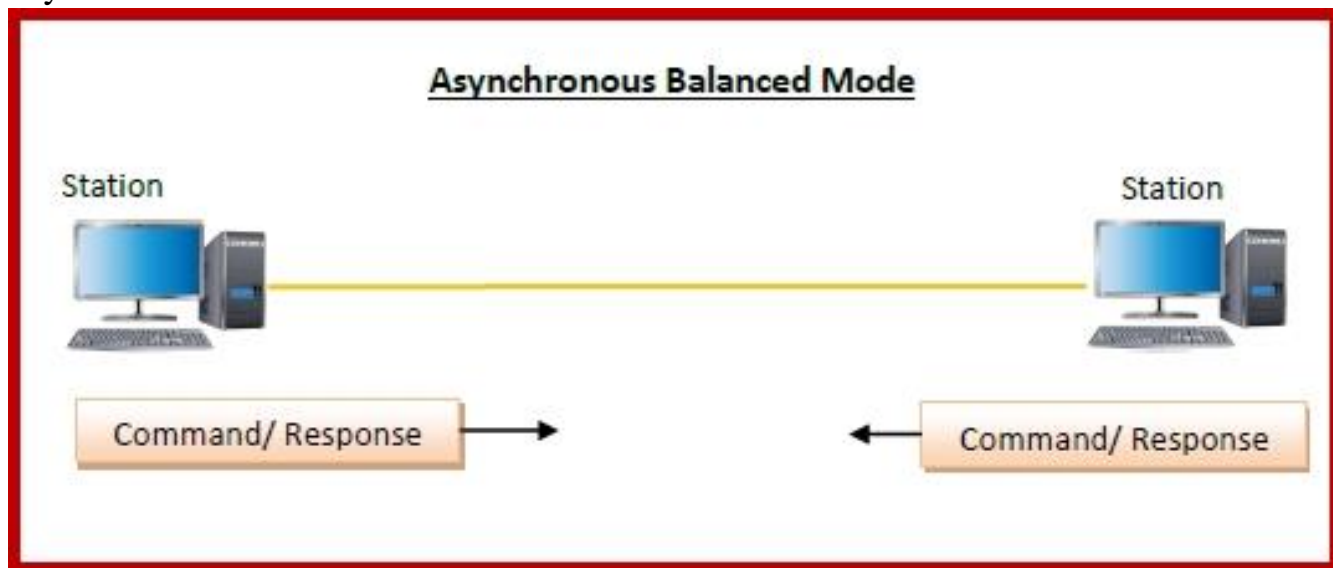 Asynchronous Balanced Mode
Station
Station
Command/ Response
Command/ Response